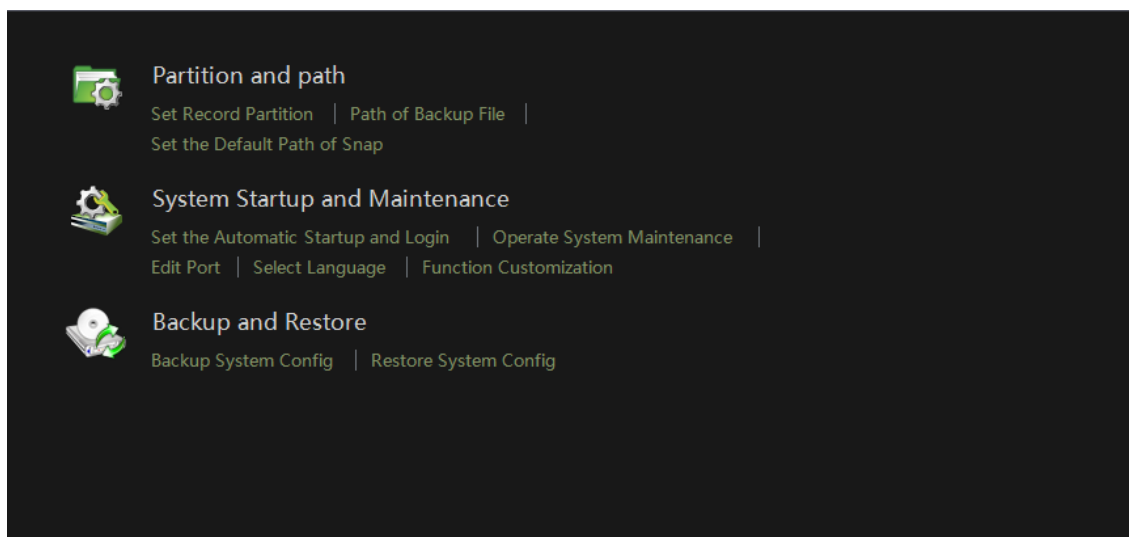 Partition and path
Set Record Partition | Path of Backup File |
Set the Default Path of Snap
System Startup and Maintenance
Set the Automatic Startup and Login | Operate System Maintenance |
Edit Port | Select Language | Function Customization
Backup and Restore
Backup System Config | Restore System Config